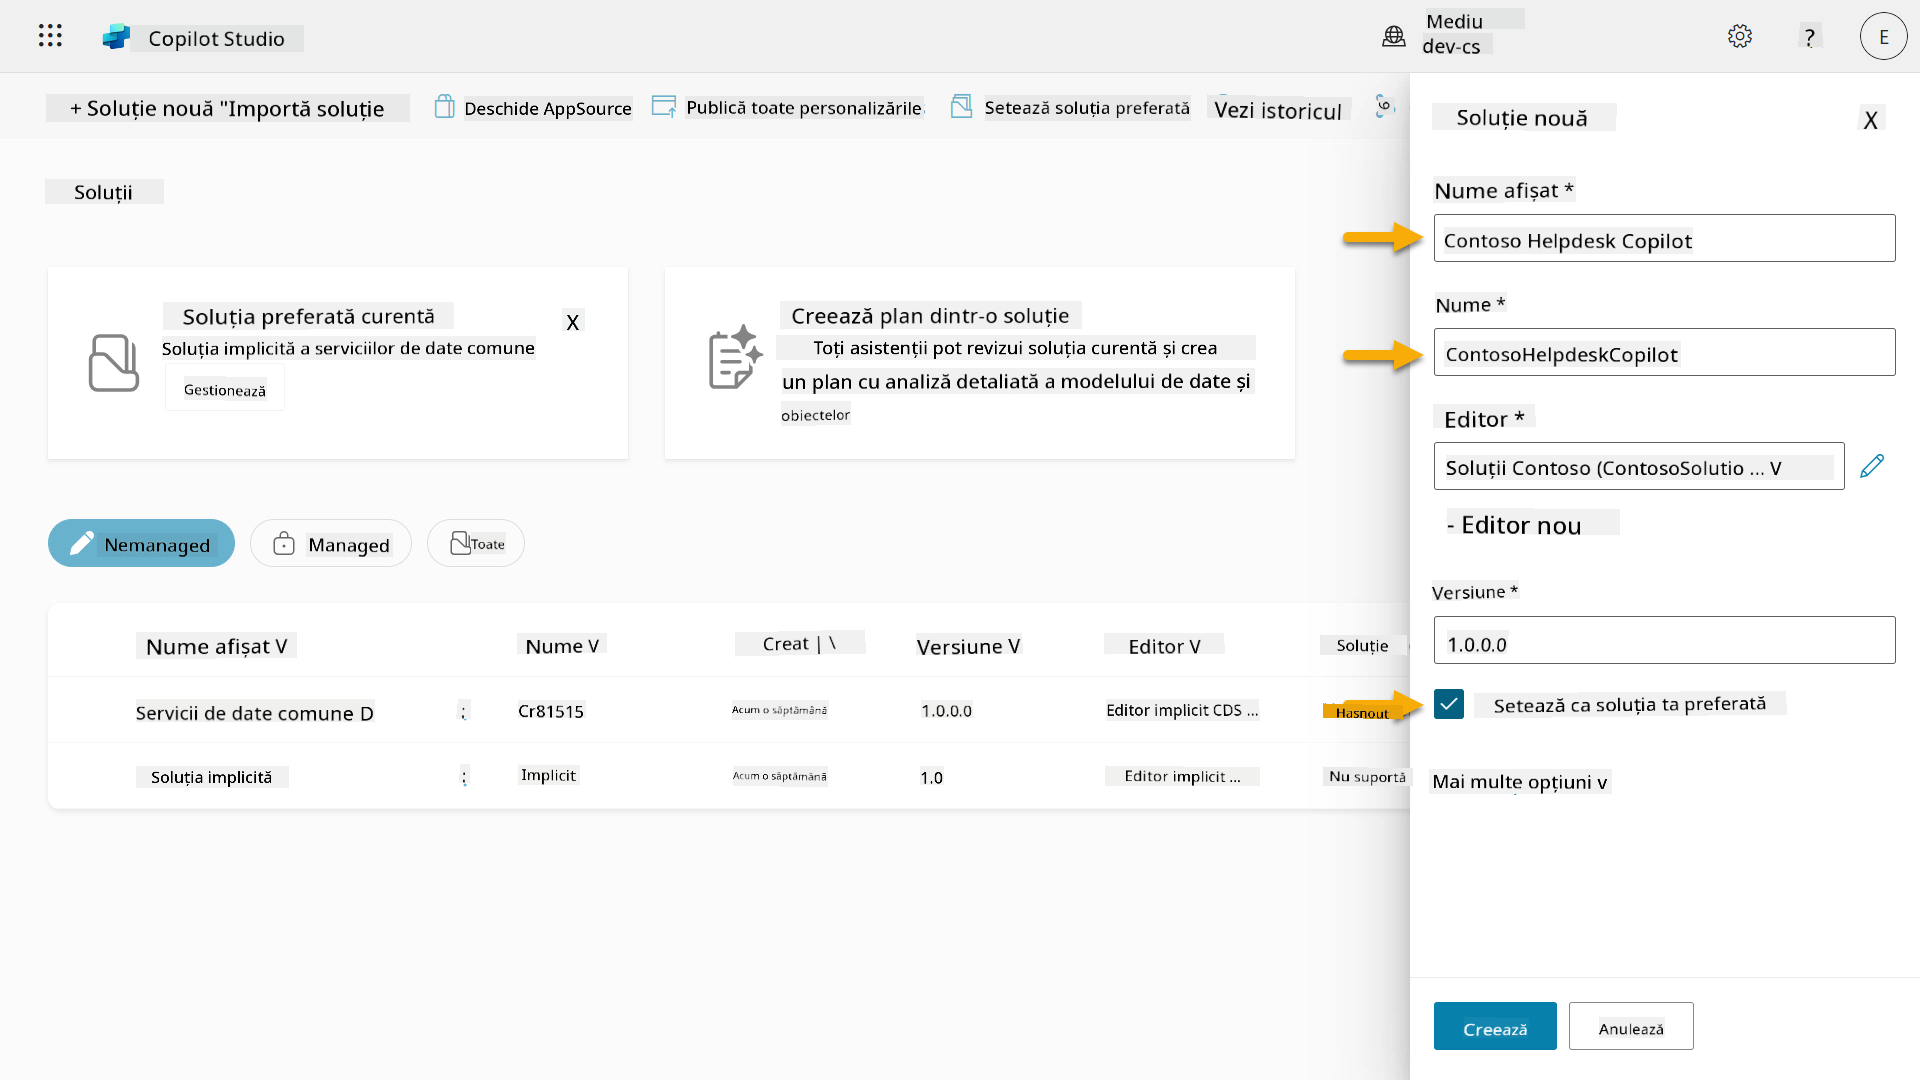 Copilot Studio
Mediu
dev-cs
?
E
+ Soluție nouă "Importă soluție
Deschide AppSource
Publică toate personalizările
Setează soluția preferată
Vezi istoricul
Soluții
Soluția preferată curentă
X
Soluția implicită a serviciilor de date comune
Gestionează
Creează plan dintr-o soluție
Toți asistenții pot revizui soluția curentă și crea
un plan cu analiză detaliată a modelului de date și
obiectelor
Nemanaged
Managed
Toate
Nume afișat V
Nume V
Creat | \
Versiune V
Editor V
Soluție
Servicii de date comune D
:
Cr81515
Acum o săptămână
1.0.0.0
Editor implicit CDS ...
Hasnout
Soluția implicită
:
Implicit
Acum o săptămână
1.0
Editor implicit ...
Nu suportă
Soluție nouă
X
Nume afișat *
Contoso Helpdesk Copilot
Nume *
ContosoHelpdeskCopilot
Editor *
Soluții Contoso (ContosoSolutio ... V
- Editor nou
Versiune *
1.0.0.0
Setează ca soluția ta preferată
Mai multe opțiuni v
Creează
Anulează